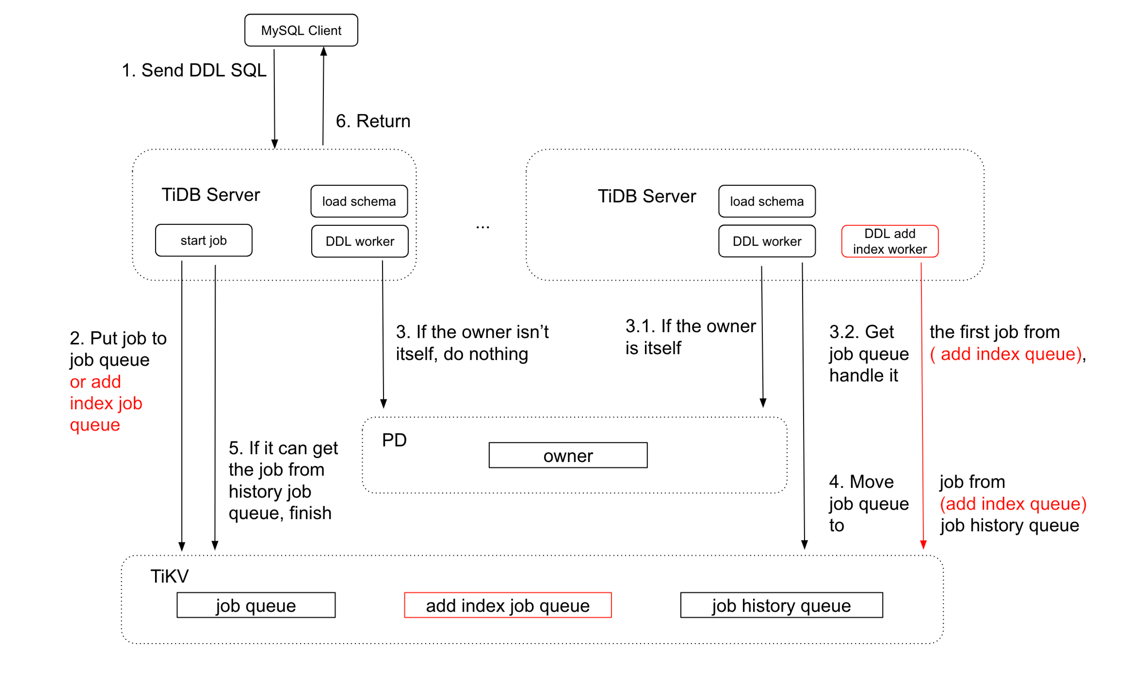 MySQL Client
1. Send DDL SQL
6. Return
TiDB Server
load schema
start job
DDL worker
...
TiDB Server
load schema
DDL worker
DDL add
index worker
2. Put job to
job queue
or add
index job
queue
3. If the owner isn’t
itself, do nothing
3.1. If the owner
is itself
3.2. Get
job queue
handle it
the first job from
( add index queue),
5. If it can get
the job from
history job
queue, finish
PD
owner
4. Move
job queue
to
job from
(add index queue)
job history queue
TiKV
job queue
add index job queue
job history queue